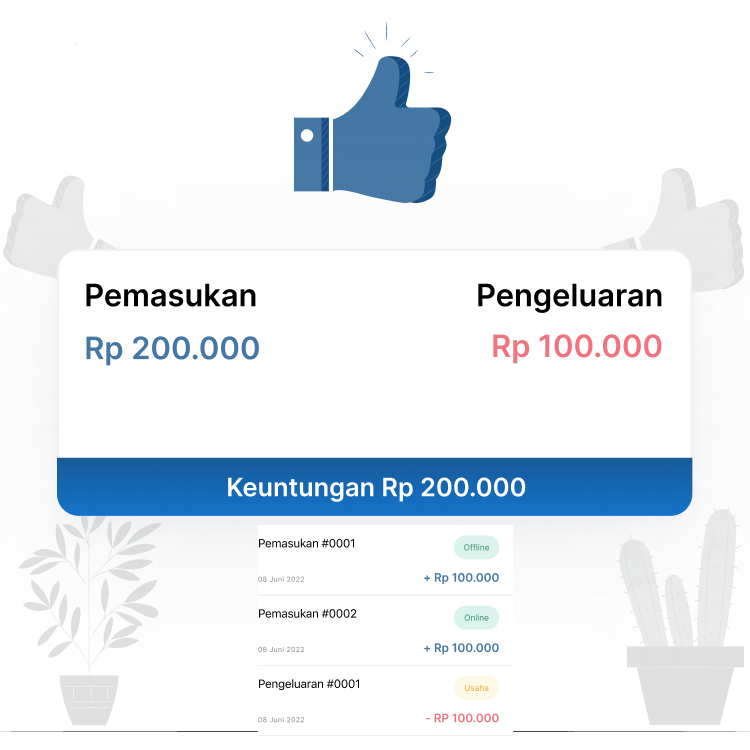 Pemasukan
Pengeluaran
Rp 200.000
Rp 100.000
Keuntungan Rp 200.000
Pemasukan #0001
Offline
08 Juni 2022
+ Rp 100.000
Pemasukan #0002
Online
08 Juni 2022
+ Rp 100.000
Pengeluaran #0001
Usaha
08 Juni 2022
- RP 100.000